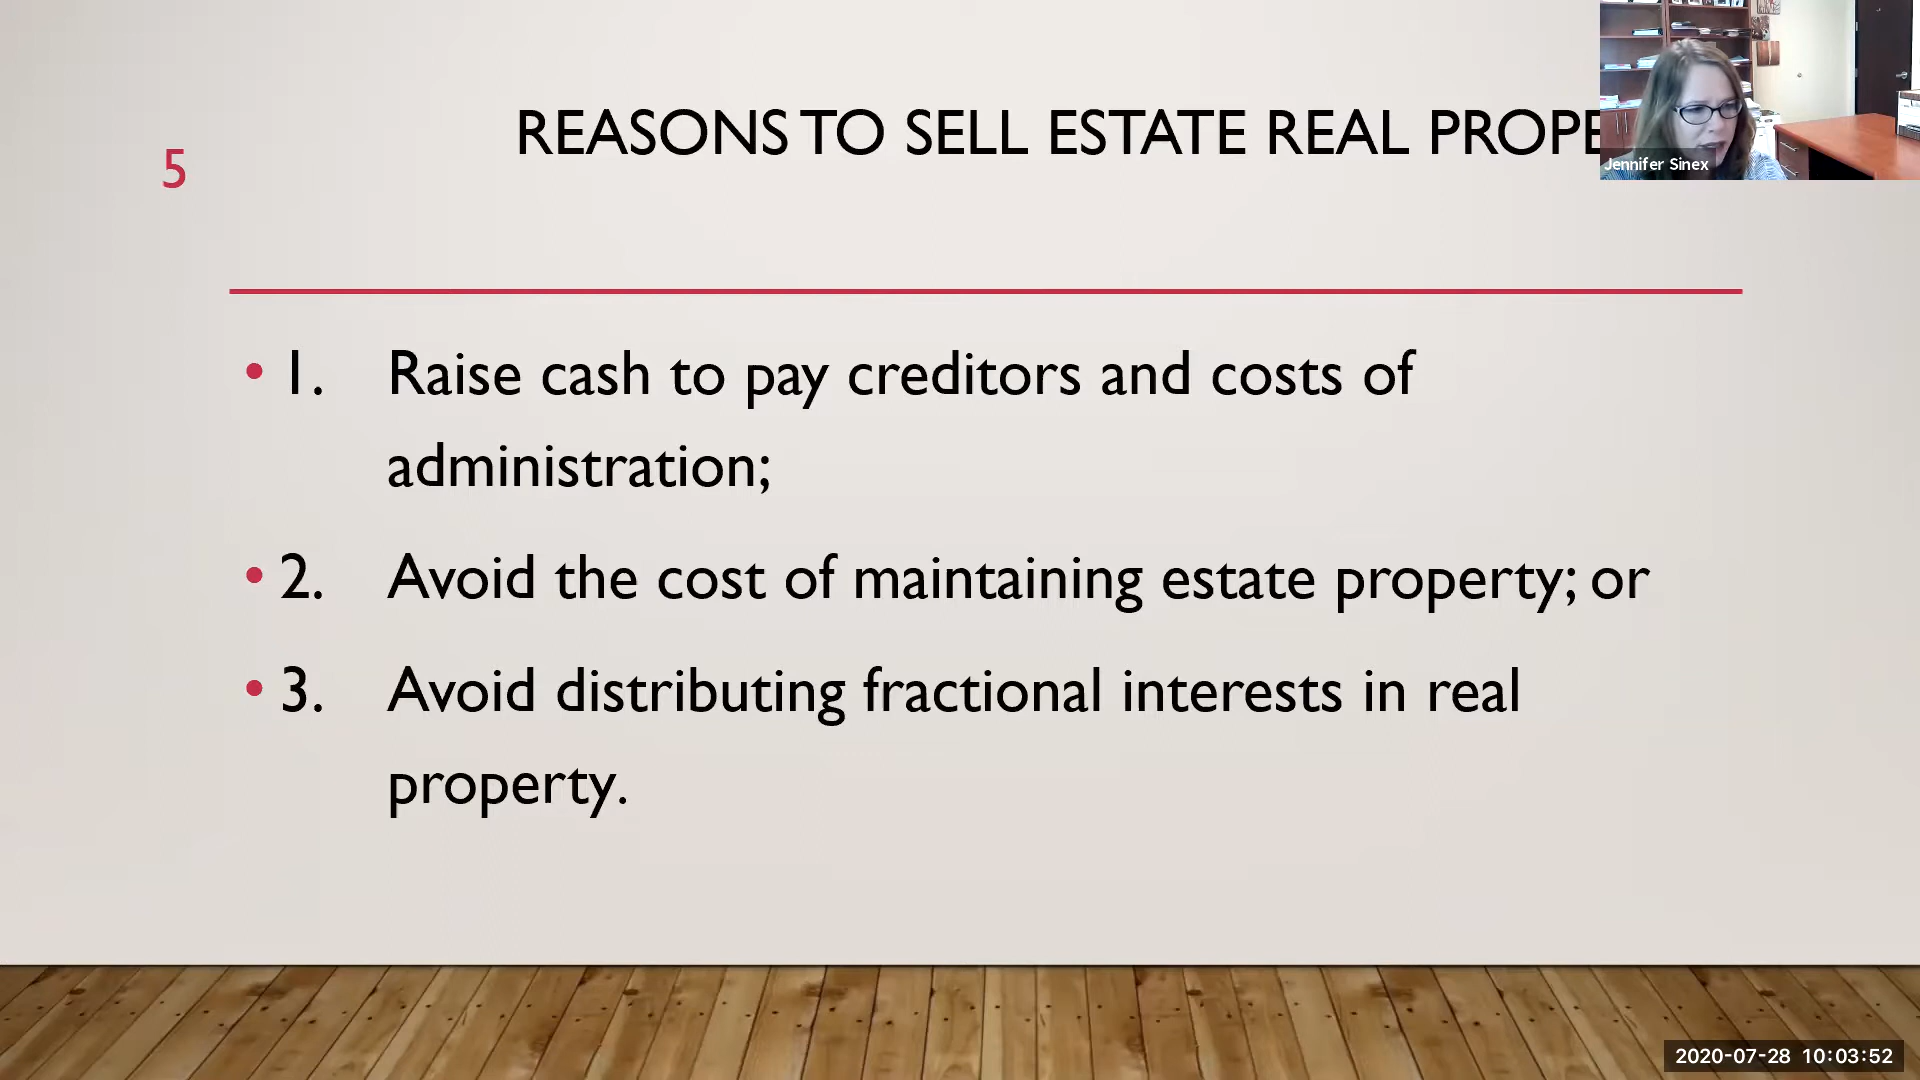 REASONS TO SELL ESTATE REAL PROPE
5
Jennifer Sinex
• 1. Raise cash to pay creditors and costs of
administration;
• 2. Avoid the cost of maintaining estate property; or
• 3. Avoid distributing fractional interests in real
property.
2020-07-28 10:03:52